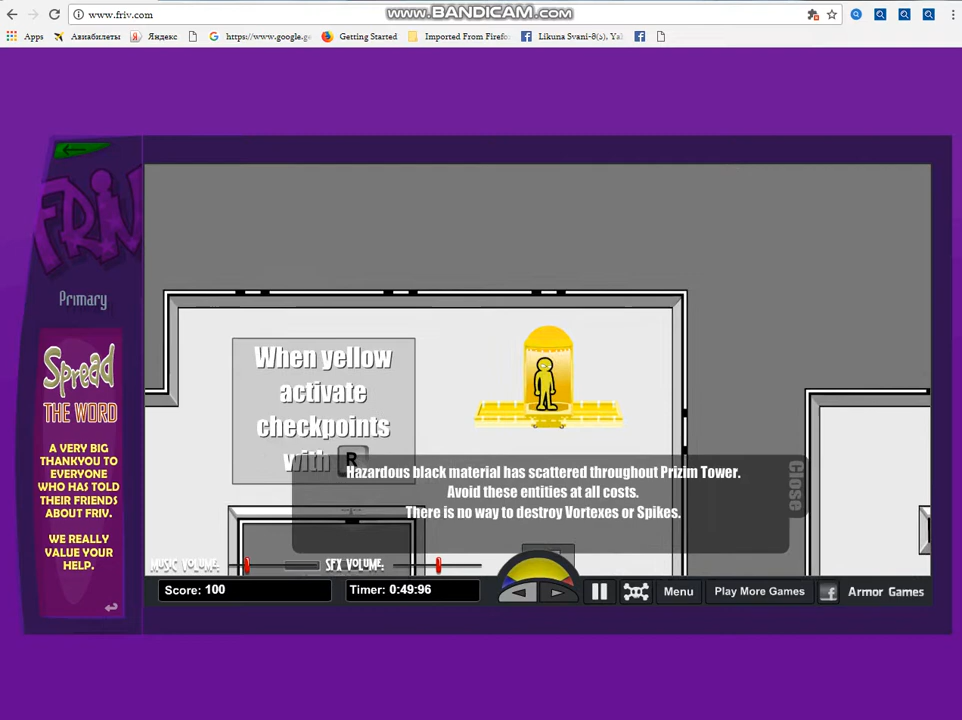 www.BANDICAM.com
www.friv.com
Apps
Авиабилеты
Яндекс
https://www.google.ge
Getting Started
Imported From Firefo
Likuna Svani-
FRIV
Primary
Spread
THE WORD
A VERY BIG
THANKYOU TO
EVERYONE
WHO HAS TOLD
THEIR FRIENDS
ABOUT FRIV.
WE REALLY
VALUE YOUR
HELP.
When yellow
activate
checkpoints
with R
Hazardous black material has scattered throughout Prizim Tower.
Avoid these entities at all costs.
There is no way to destroy Vortexes or Spikes.
Close
MUSIC VOLUME:
SFX VOLUME:
Score: 100
Timer: 0:49:96
Menu
Play More Games
f
Armor Games